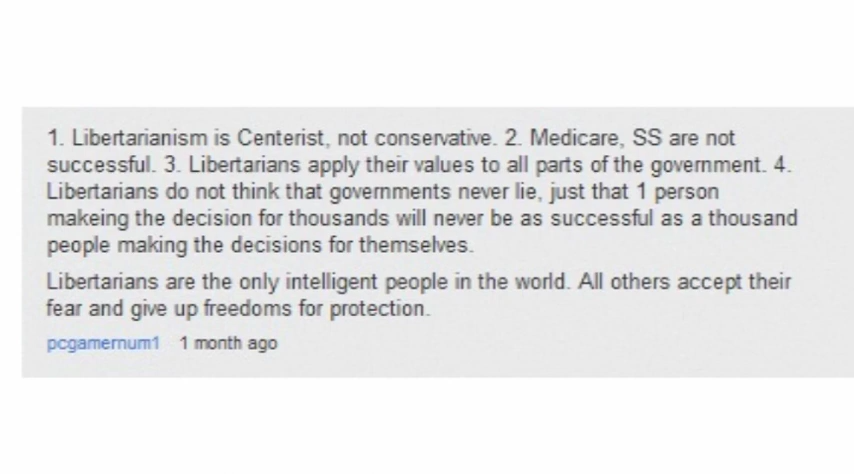 1. Libertarianism is Centerist, not conservative. 2. Medicare, SS are not
successful. 3. Libertarians apply their values to all parts of the government. 4.
Libertarians do not think that governments never lie, just that 1 person
makeing the decision for thousands will never be as successful as a thousand
people making the decisions for themselves.
Libertarians are the only intelligent people in the world. All others accept their
fear and give up freedoms for protection.
pcgamernum1 1 month ago